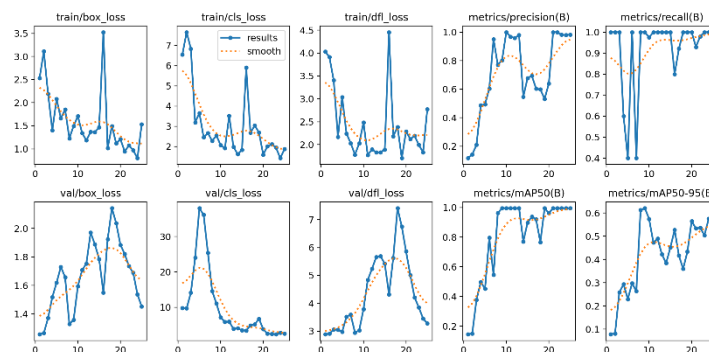 train/box_loss
train/cls_loss
train/dfl_loss
metrics/precision(B)
metrics/recall(B)
results
smooth
3.5
3.0
2.5
2.0
1.5
1.0
7
6
5
4
3
2
4.5
4.0
3.5
3.0
2.5
2.0
1.0
0.8
0.6
0.4
0.2
1.0
0.9
0.8
0.7
0.6
0.5
0.4
0 10 20
0 10 20
0 10 20
0 10 20
0 10 20
val/box_loss
val/cls_loss
val/dfl_loss
metrics/mAP50(B)
metrics/mAP50-95(B)
2.0
1.8
1.6
1.4
30
20
10
7
6
5
4
3
1.0
0.8
0.6
0.4
0.2
0.6
0.5
0.4
0.3
0.2
0.1
0 10 20
0 10 20
0 10 20
0 10 20
0 10 20